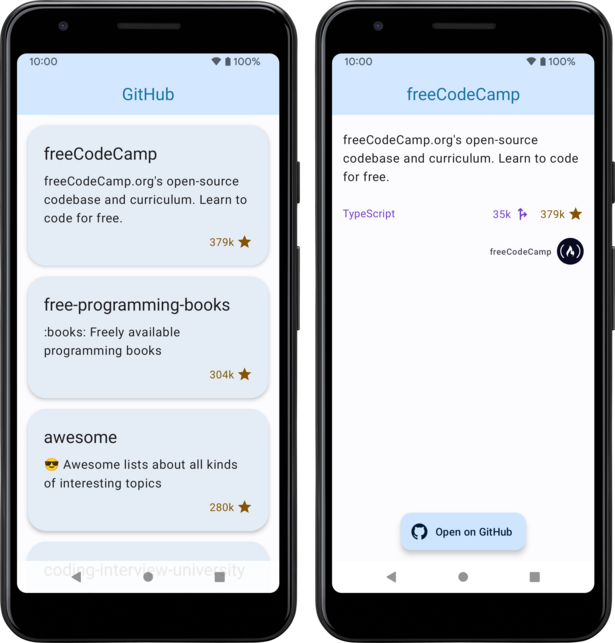 10:00
100%
GitHub
freeCodeCamp
freeCodeCamp.org's open-source
codebase and curriculum. Learn to
code for free.
379k
free-programming-books
:books: Freely available
programming books
304k
awesome
😎 Awesome lists about all kinds
of interesting topics
280k
coding-interview-university
10:00
100%
freeCodeCamp
freeCodeCamp.org's open-source
codebase and curriculum. Learn to code
for free.
TypeScript 35k 379k
freeCodeCamp
Open on GitHub